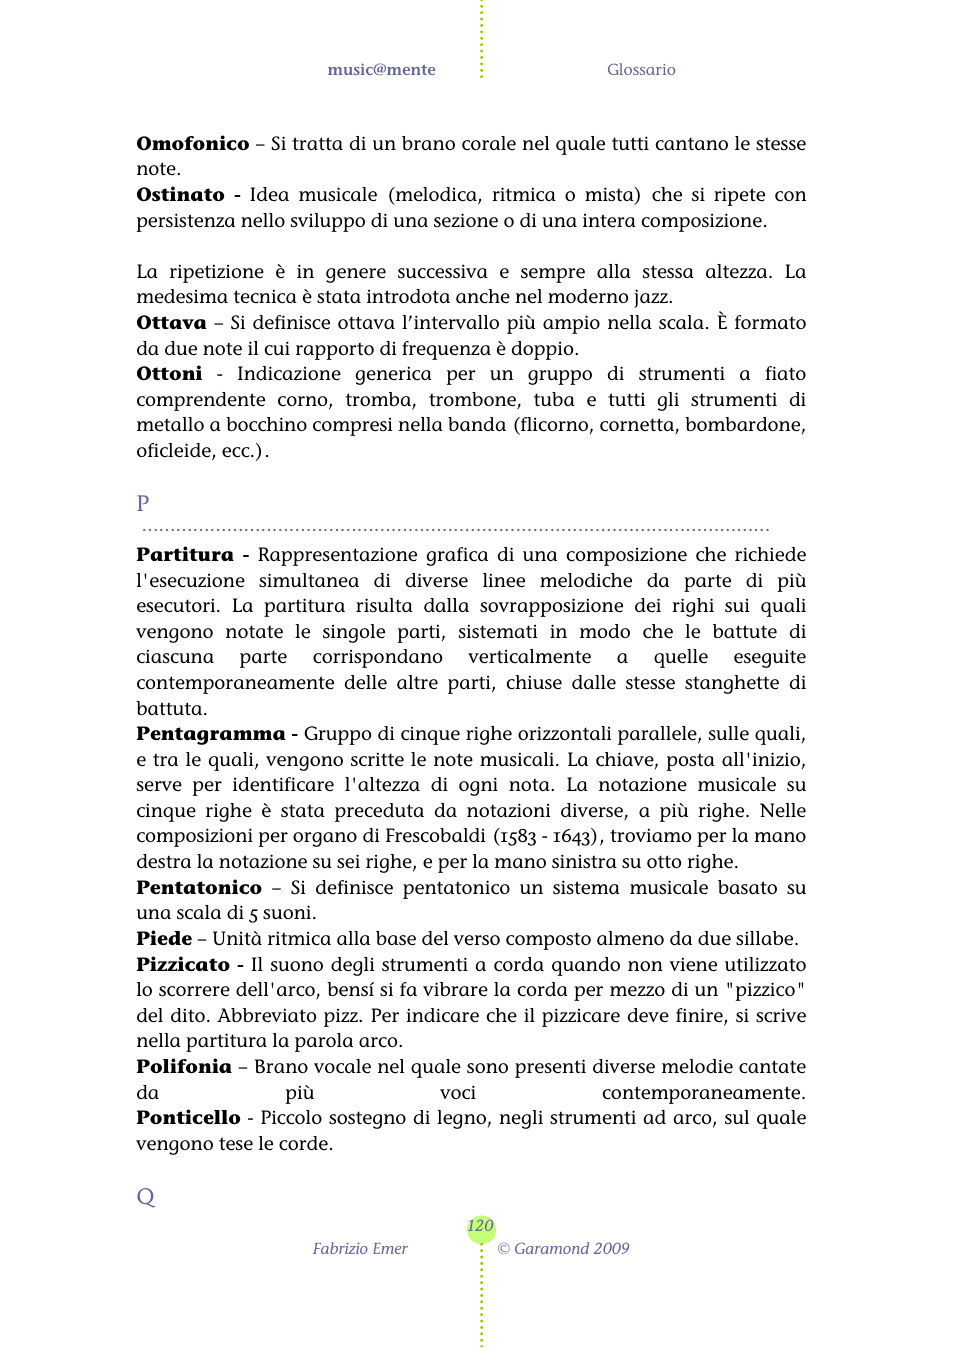 music@mente Glossario
Omofonico – Si tratta di un brano corale nel quale tutti cantano le stesse
note.
Ostinato - Idea musicale (melodica, ritmica o mista) che si ripete con
persistenza nello sviluppo di una sezione o di una intera composizione.
La ripetizione è in genere successiva e sempre alla stessa altezza. La
medesima tecnica è stata introdota anche nel moderno jazz.
Ottava – Si definisce ottava l’intervallo più ampio nella scala. È formato
da due note il cui rapporto di frequenza è doppio.
Ottoni - Indicazione generica per un gruppo di strumenti a fiato
comprendente corno, tromba, trombone, tuba e tutti gli strumenti di
metallo a bocchino compresi nella banda (flicorno, cornetta, bombardone,
oficleide, ecc.).
P
Partitura - Rappresentazione grafica di una composizione che richiede
l'esecuzione simultanea di diverse linee melodiche da parte di più
esecutori. La partitura risulta dalla sovrapposizione dei righi sui quali
vengono notate le singole parti, sistemati in modo che le battute di
ciascuna parte corrispondano verticalmente a quelle eseguite
contemporaneamente delle altre parti, chiuse dalle stesse stanghette di
battuta.
Pentagramma - Gruppo di cinque righe orizzontali parallele, sulle quali,
e tra le quali, vengono scritte le note musicali. La chiave, posta all'inizio,
serve per identificare l'altezza di ogni nota. La notazione musicale su
cinque righe è stata preceduta da notazioni diverse, a più righe. Nelle
composizioni per organo di Frescobaldi (1583 - 1643), troviamo per la mano
destra la notazione su sei righe, e per la mano sinistra su otto righe.
Pentatonico – Si definisce pentatonico un sistema musicale basato su
una scala di 5 suoni.
Piede – Unità ritmica alla base del verso composto almeno da due sillabe.
Pizzicato - Il suono degli strumenti a corda quando non viene utilizzato
lo scorrere dell'arco, bensí si fa vibrare la corda per mezzo di un "pizzico"
del dito. Abbreviato pizz. Per indicare che il pizzicare deve finire, si scrive
nella partitura la parola arco.
Polifonia – Brano vocale nel quale sono presenti diverse melodie cantate
da più voci contemporaneamente.
Ponticello - Piccolo sostegno di legno, negli strumenti ad arco, sul quale
vengono tese le corde.
Q
120
Fabrizio Emer © Garamond 2009